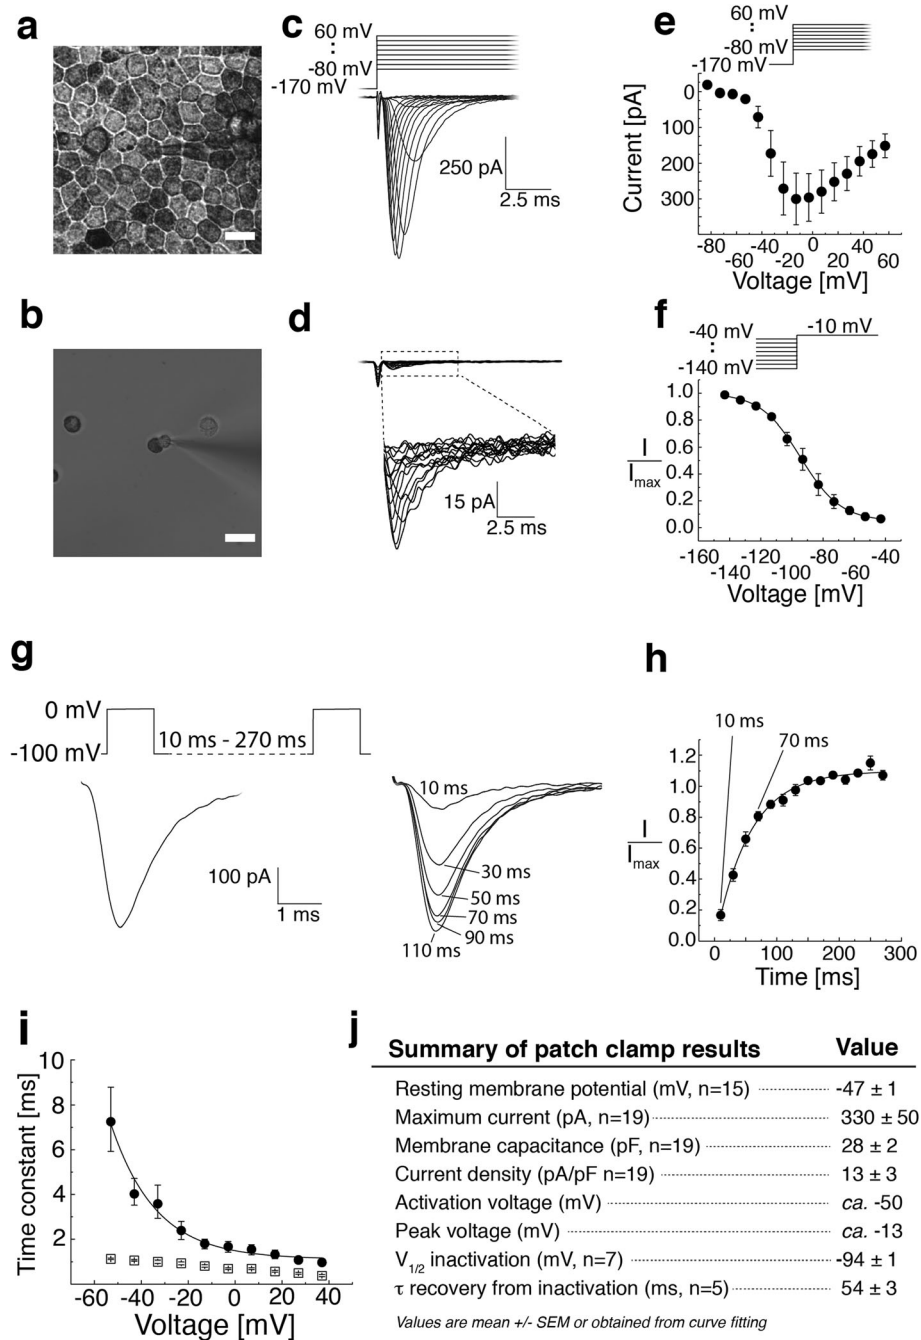 a
b
c
60 mV
-80 mV
-170 mV
250 pA
2.5 ms
d
15 pA
2.5 ms
e
60 mV
-80 mV
-170 mV
Current [pA]
0
100
200
300
-80 -40 0 40
-60 -20 20 60
Voltage [mV]
f
-40 mV
-10 mV
-140 mV
I
Imax
1.0
0.8
0.6
0.4
0.2
0.0
-160 -120 -80 -40
-140 -100 -60
Voltage [mV]
g
0 mV
-100 mV
10 ms - 270 ms
100 pA
1 ms
10 ms
30 ms
50 ms
70 ms
90 ms
110 ms
h
10 ms
70 ms
I
Imax
1.2
1.0
0.8
0.6
0.4
0.2
0.0
0 100 200 300
Time [ms]
i
Time constant [ms]
10
8
6
4
2
-60 -40 -20 0 20 40
Voltage [mV]
j
Summary of patch clamp results Value
Resting membrane potential (mV, n=15) -47 ± 1
Maximum current (pA, n=19) 330 ± 50
Membrane capacitance (pF, n=19) 28 ± 2
Current density (pA/pF n=19) 13 ± 3
Activation voltage (mV) ca. -50
Peak voltage (mV) ca. -13
V1/2 inactivation (mV, n=7) -94 ± 1
τ recovery from inactivation (ms, n=5) 54 ± 3
Values are mean +/- SEM or obtained from curve fitting